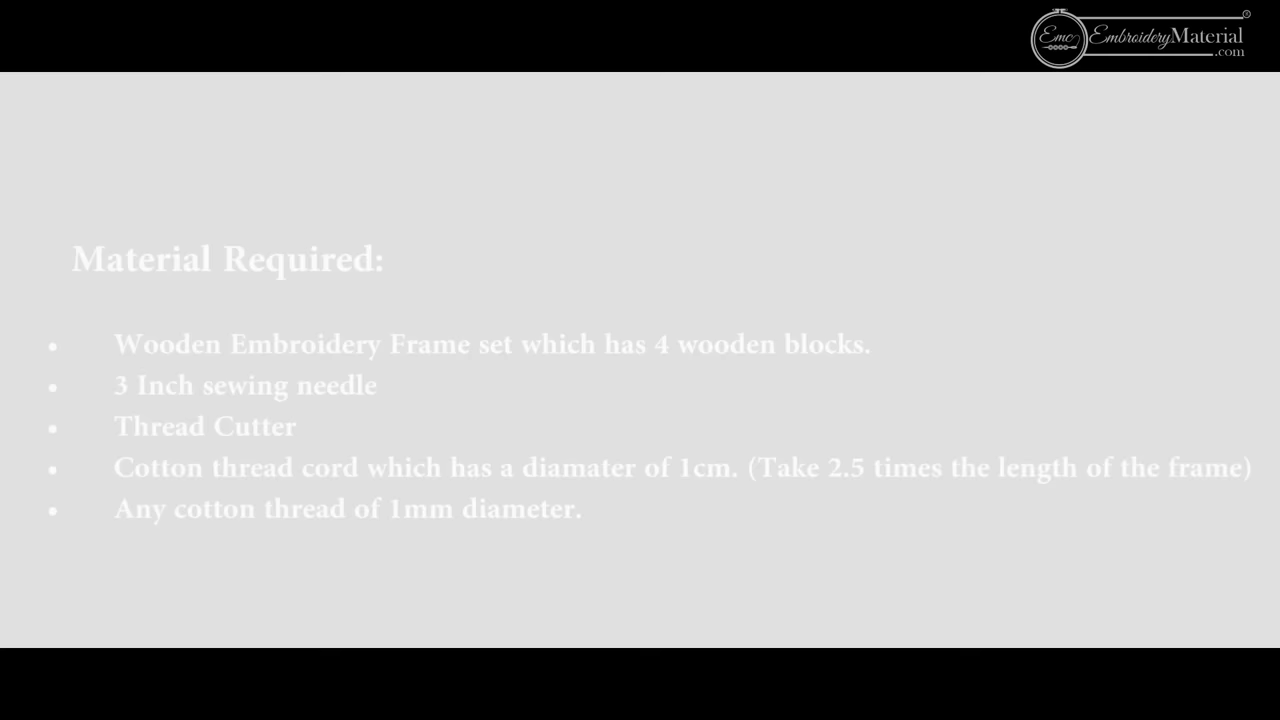 Emc EmbroideryMaterial ®
.com
Material Required:
• Wooden Embroidery Frame set which has 4 wooden blocks.
• 3 Inch sewing needle
• Thread Cutter
• Cotton thread cord which has a diamater of 1cm. (Take 2.5 times the length of the frame)
• Any cotton thread of 1mm diameter.